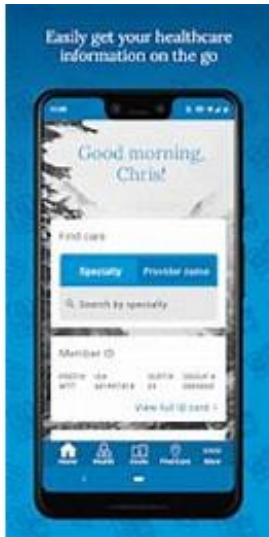 Easily get your healthcare
information on the go
Good morning,
Chris!
Find care
Specialty Provider name
Search by specialty
Member ID
View full ID card >
Home Health Find Care More